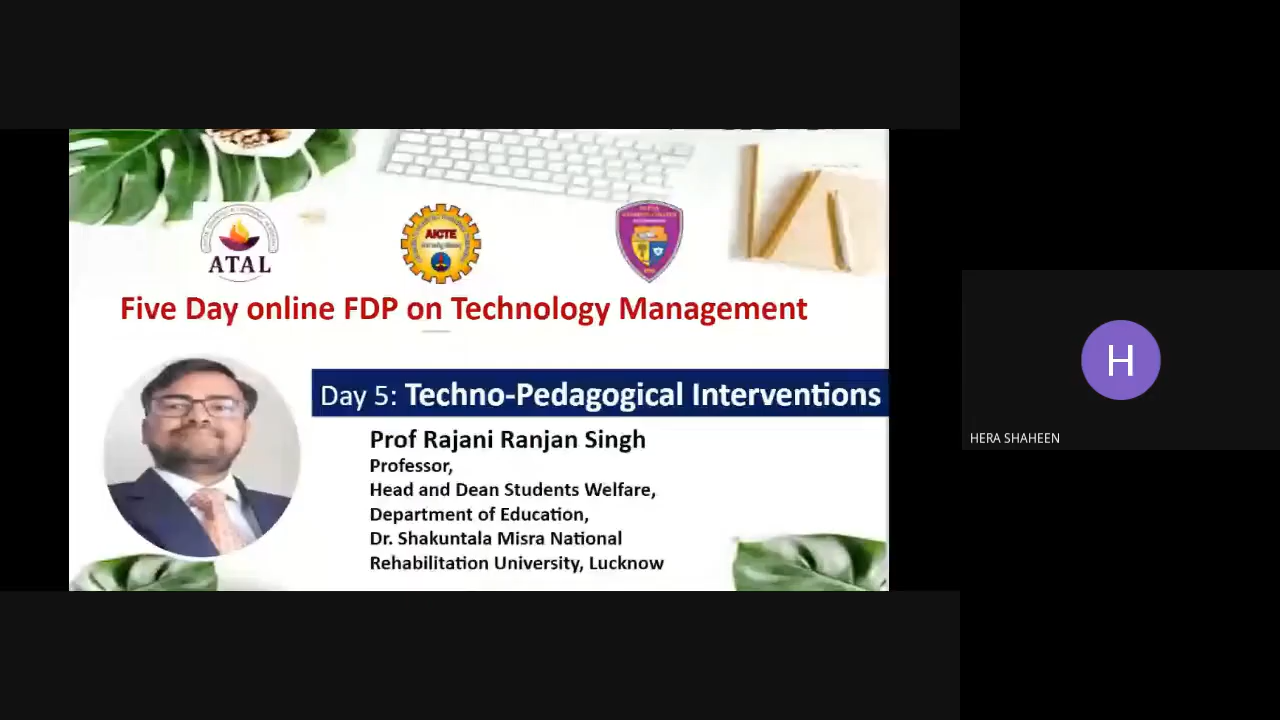 ATAL
AICTE
Five Day online FDP on Technology Management
Day 5: Techno-Pedagogical Interventions
Prof Rajani Ranjan Singh
Professor,
Head and Dean Students Welfare,
Department of Education,
Dr. Shakuntala Misra National
Rehabilitation University, Lucknow
H
HERA SHAHEEN